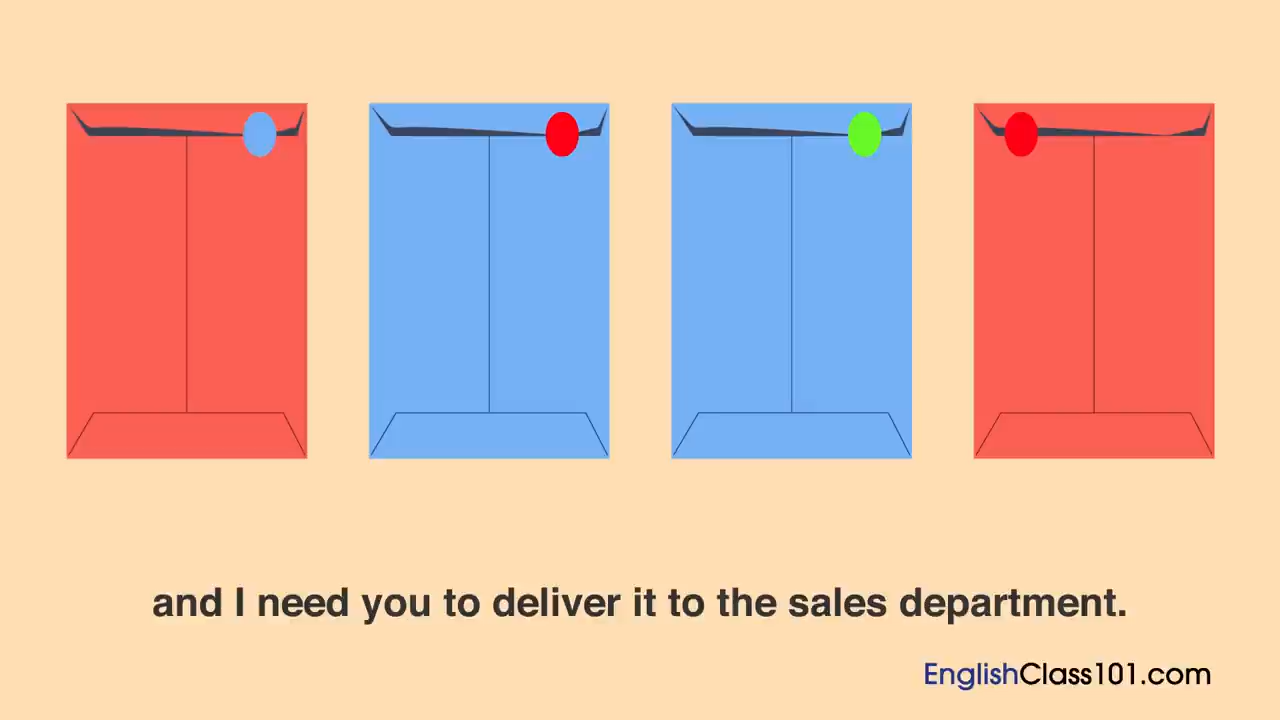 and I need you to deliver it to the sales department.
EnglishClass101.com